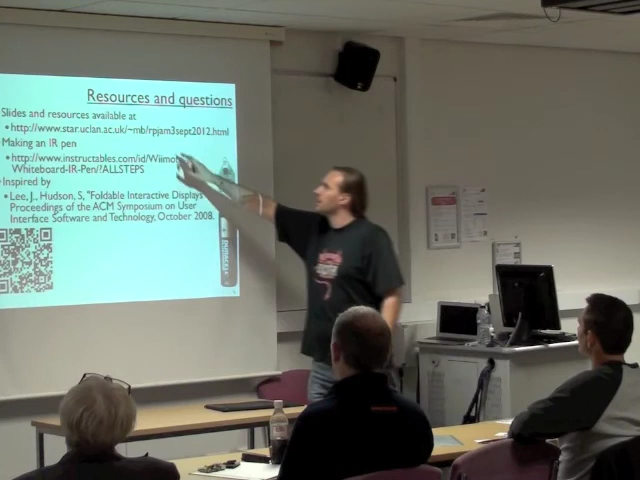 Resources and questions
Slides and resources available at
•http://www.star.uclan.ac.uk/~mb/rpjam3sept2012.html
Making an IR pen
•http://www.instructables.com/id/Wiimote
Whiteboard-IR-Pen/?ALLSTEPS
Inspired by
•Lee, J., Hudson, S, "Foldable Interactive Displays"
Proceedings of the ACM Symposium on User
Interface Software and Technology, October 2008.
DURACELL